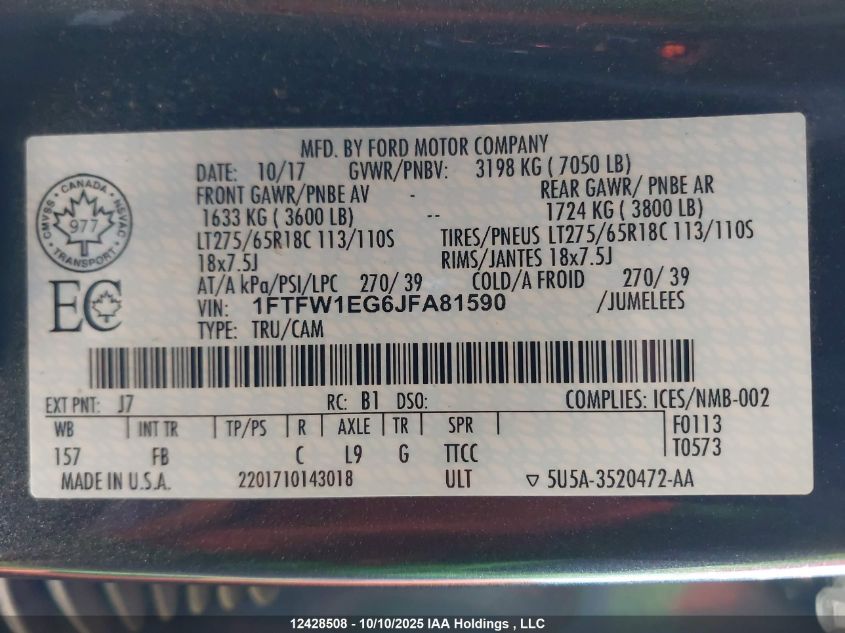 MFD. BY FORD MOTOR COMPANY
DATE: 10/17 GVWR/PNBV: 3198 KG ( 7050 LB)
FRONT GAWR/PNBE AV - REAR GAWR/ PNBE AR
1633 KG ( 3600 LB) -- 1724 KG ( 3800 LB)
LT275/65R18C 113/110S TIRES/PNEUS LT275/65R18C 113/110S
18x7.5J RIMS/JANTES 18x7.5J
AT/A kPa/PSI/LPC 270/ 39 COLD/A FROID 270/ 39
VIN: 1FTFW1EG6JFA81590 /JUMELEES
TYPE: TRU/CAM
CANADA
CMVSS - NSVAC
977
TRANSPORT
EC
EXT PNT: J7 RC: B1 DSO: COMPLIES: ICES/NMB-002
WB INT TR TP/PS R AXLE TR SPR F0113
157 FB C L9 G TTCC T0573
MADE IN U.S.A. 2201710143018 ULT ▽ 5U5A-3520472-AA
12428508 - 10/10/2025 IAA Holdings , LLC